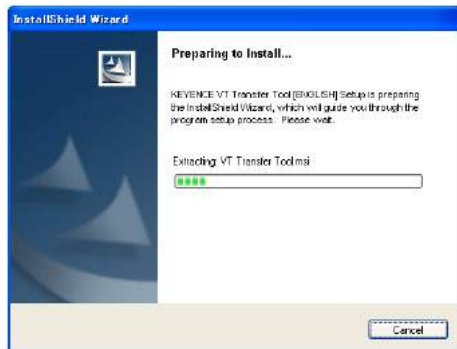 InstallShield Wizard
Preparing to Install...
KEYENCE VT Transfer Tool [ENGLISH] Setup is preparing
the InstallShield Wizard, which will guide you through the
program setup process. Please wait.
Extracting: VT Transfer Tool.msi
Cancel